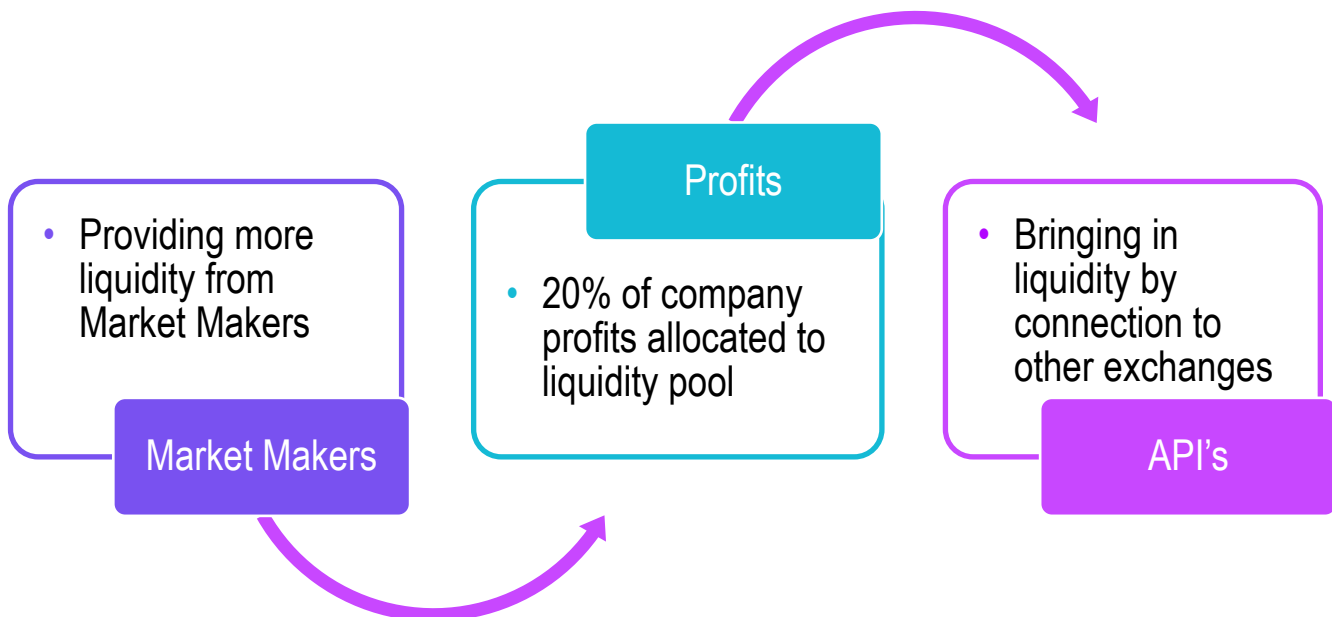 • Providing more
liquidity from
Market Makers
Market Makers
Profits
• 20% of company
profits allocated to
liquidity pool
• Bringing in
liquidity by
connection to
other exchanges
API’s